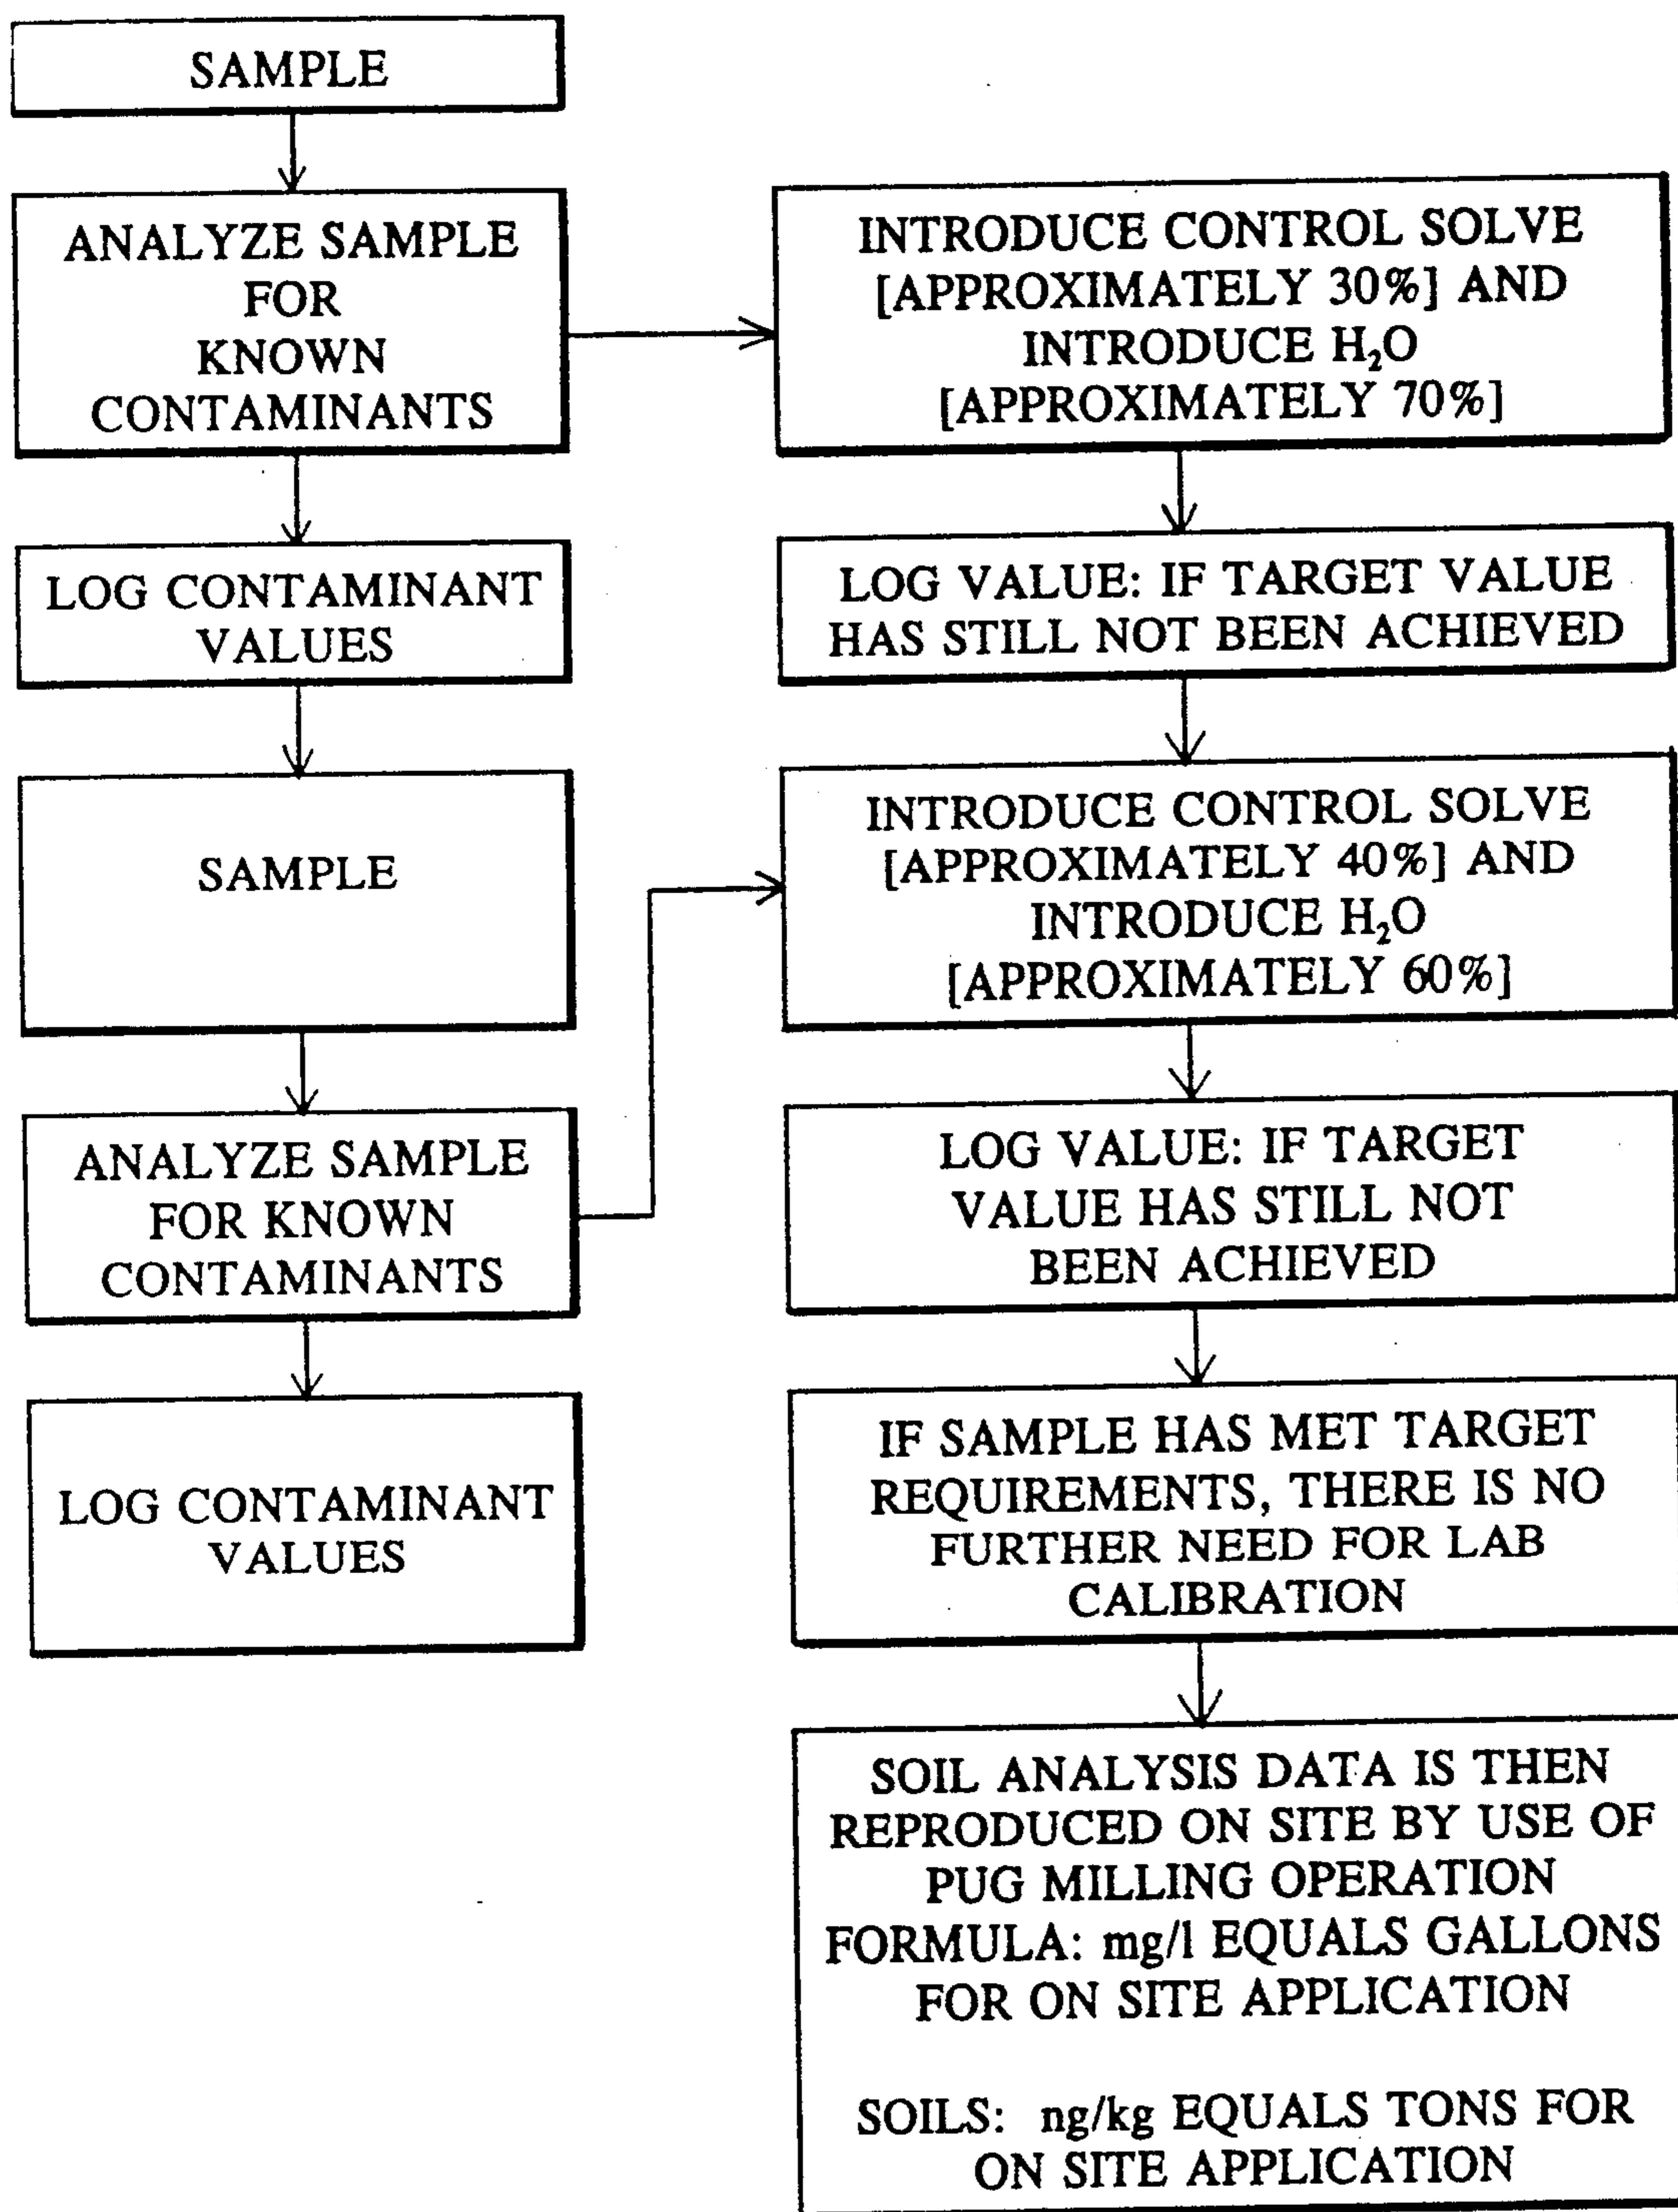 SAMPLE
ANALYZE SAMPLE
FOR
KNOWN
CONTAMINANTS
LOG CONTAMINANT
VALUES
SAMPLE
ANALYZE SAMPLE
FOR KNOWN
CONTAMINANTS
LOG CONTAMINANT
VALUES
INTRODUCE CONTROL SOLVE
[APPROXIMATELY 30%] AND
INTRODUCE H₂O
[APPROXIMATELY 70%]
LOG VALUE: IF TARGET VALUE
HAS STILL NOT BEEN ACHIEVED
INTRODUCE CONTROL SOLVE
[APPROXIMATELY 40%] AND
INTRODUCE H₂O
[APPROXIMATELY 60%]
LOG VALUE: IF TARGET
VALUE HAS STILL NOT
BEEN ACHIEVED
IF SAMPLE HAS MET TARGET
REQUIREMENTS, THERE IS NO
FURTHER NEED FOR LAB
CALIBRATION
SOIL ANALYSIS DATA IS THEN
REPRODUCED ON SITE BY USE OF
PUG MILLING OPERATION
FORMULA: mg/l EQUALS GALLONS
FOR ON SITE APPLICATION
SOILS: ng/kg EQUALS TONS FOR
ON SITE APPLICATION